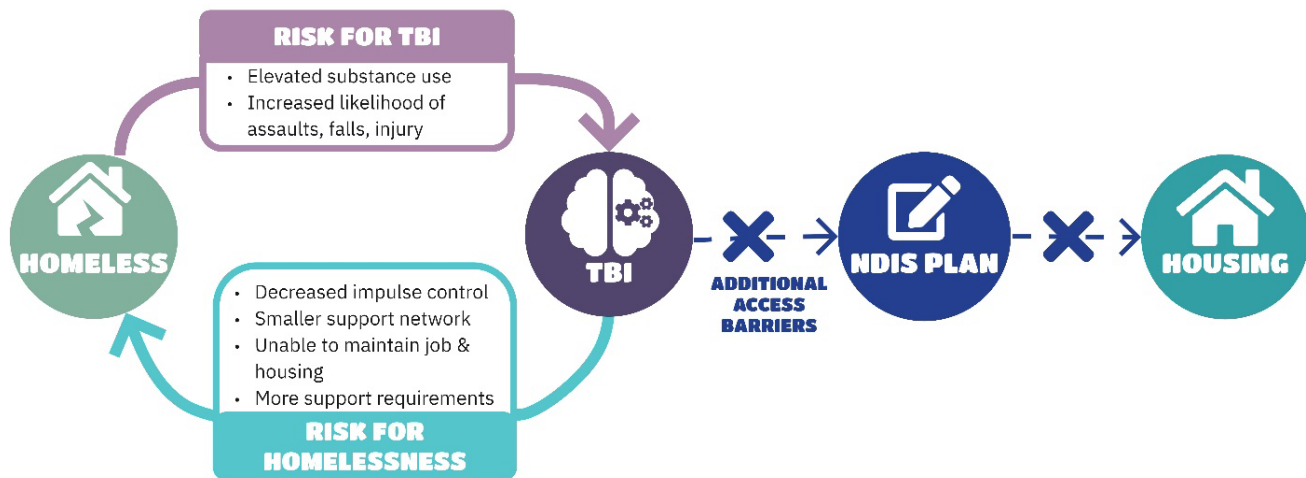 RISK FOR TBI
• Elevated substance use
• Increased likelihood of
assaults, falls, injury
HOMELESS
TBI
ADDITIONAL
ACCESS
BARRIERS
NDIS PLAN
HOUSING
• Decreased impulse control
• Smaller support network
• Unable to maintain job &
housing
• More support requirements
RISK FOR
HOMELESSNESS